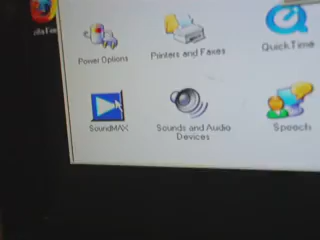 Power Options
Printers and Faxes
QuickTime
SoundMAX
Sounds and Audio
Devices
Speech